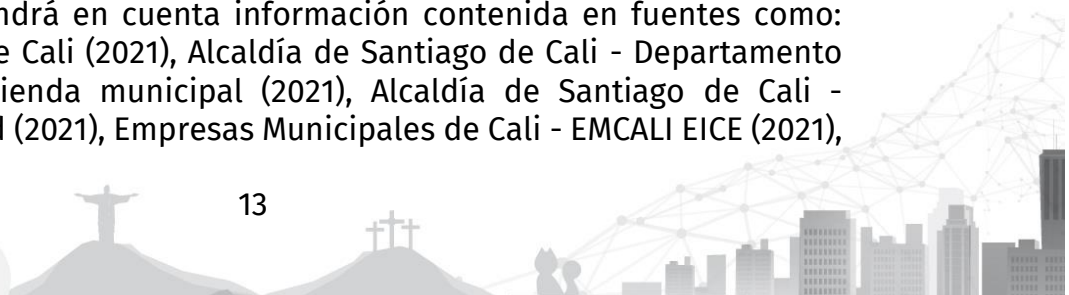 ndrá en cuenta información contenida en fuentes como:
e Cali (2021), Alcaldía de Santiago de Cali - Departamento
ienda municipal (2021), Alcaldía de Santiago de Cali -
(2021), Empresas Municipales de Cali - EMCALI EICE (2021),
13